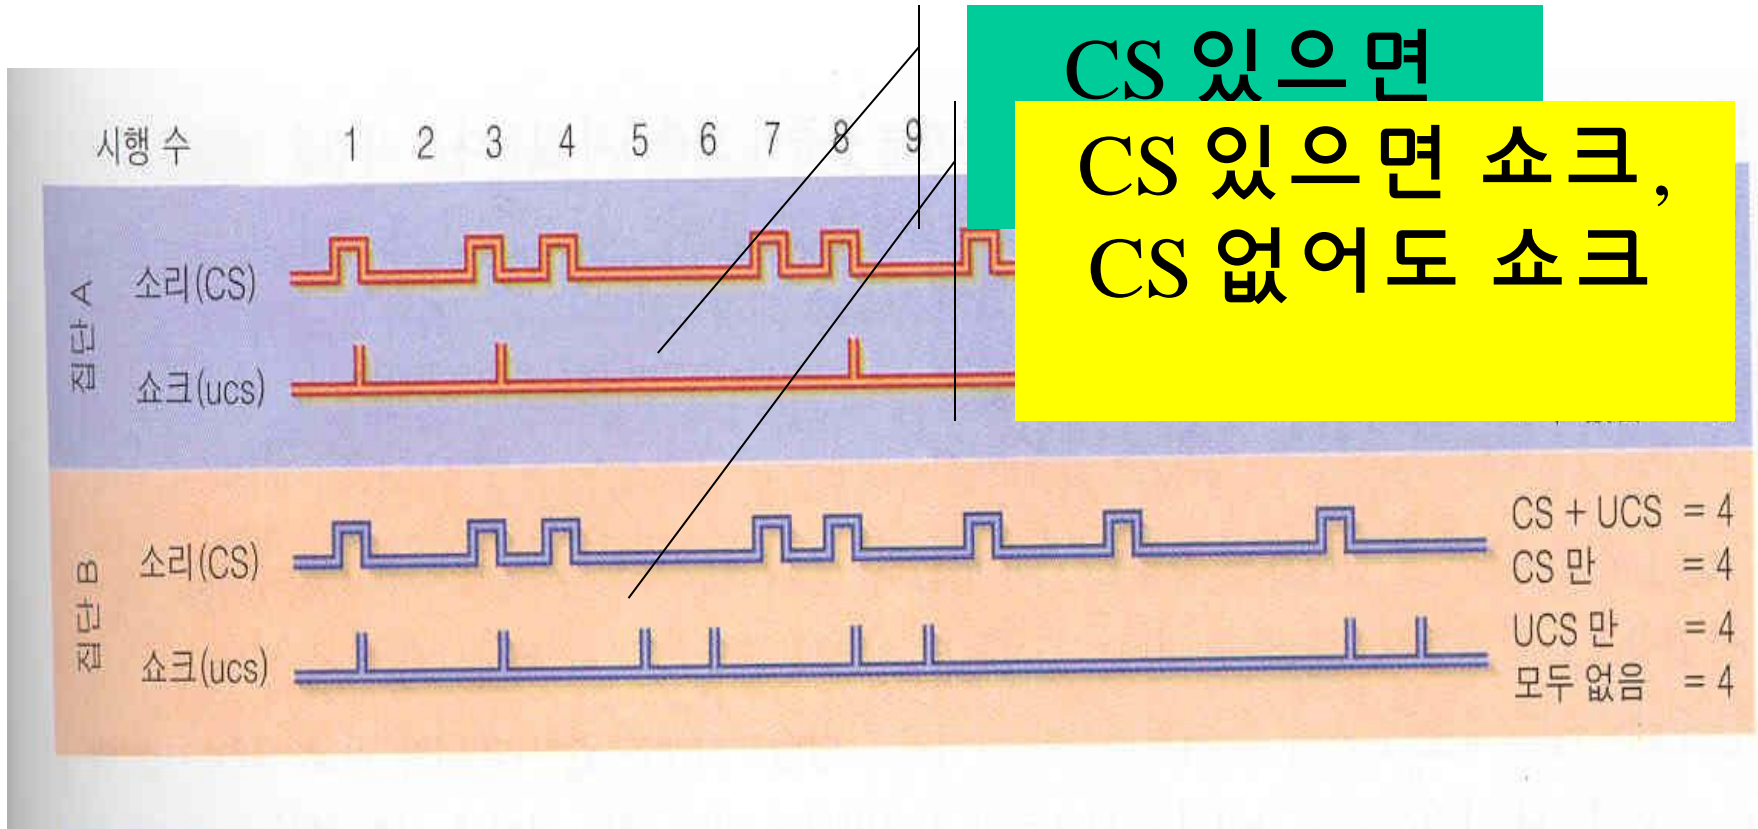 CS 있으면
CS 있으면 쇼크,
CS 없어도 쇼크
시행 수 1 2 3 4 5 6 7 8 9
집단 A
소리(CS)
쇼크(ucs)
집단 B
소리(CS)
쇼크(ucs)
CS + UCS = 4
CS 만 = 4
UCS 만 = 4
모두 없음 = 4